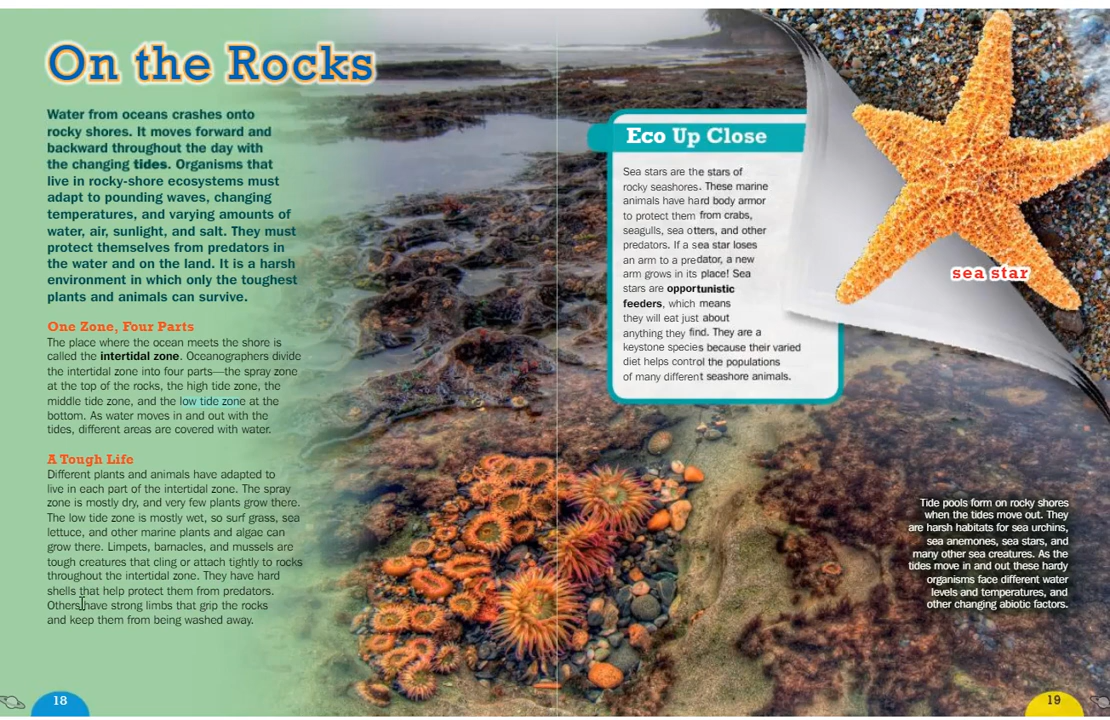 On the Rocks
Water from oceans crashes onto
rocky shores. It moves forward and
backward throughout the day with
the changing tides. Organisms that
live in rocky-shore ecosystems must
adapt to pounding waves, changing
temperatures, and varying amounts of
water, air, sunlight, and salt. They must
protect themselves from predators in
the water and on the land. It is a harsh
environment in which only the toughest
plants and animals can survive.
One Zone, Four Parts
The place where the ocean meets the shore is
called the intertidal zone. Oceanographers divide
the intertidal zone into four parts—the spray zone
at the top of the rocks, the high tide zone, the
middle tide zone, and the low tide zone at the
bottom. As water moves in and out with the
tides, different areas are covered with water.
A Tough Life
Different plants and animals have adapted to
live in each part of the intertidal zone. The spray
zone is mostly dry, and very few plants grow there.
The low tide zone is mostly wet, so surf grass, sea
lettuce, and other marine plants and algae can
grow there. Limpets, barnacles, and mussels are
tough creatures that cling or attach tightly to rocks
throughout the intertidal zone. They have hard
shells that help protect them from predators.
Others have strong limbs that grip the rocks
and keep them from being washed away.
18
Eco Up Close
Sea stars are the stars of
rocky seashores. These marine
animals have hard body armor
to protect them from crabs,
seagulls, sea otters, and other
predators. If a sea star loses
an arm to a predator, a new
arm grows in its place! Sea
stars are opportunistic
feeders, which means
they will eat just about
anything they find. They are a
keystone species because their varied
diet helps control the populations
of many different seashore animals.
sea star
Tide pools form on rocky shores
when the tides move out. They
are harsh habitats for sea urchins,
sea anemones, sea stars, and
many other sea creatures. As the
tides move in and out these hardy
organisms face different water
levels and temperatures, and
other changing abiotic factors.
19